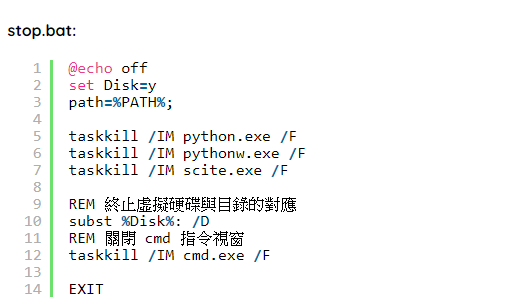 stop.bat:
1 @echo off
2 set Disk=y
3 path=%PATH%;
4
5 taskkill /IM python.exe /F
6 taskkill /IM pythonw.exe /F
7 taskkill /IM scite.exe /F
8
9 REM 終止虛擬硬碟與目錄的對應
10 subst %Disk%: /D
11 REM 關閉 cmd 指令視窗
12 taskkill /IM cmd.exe /F
13
14 EXIT